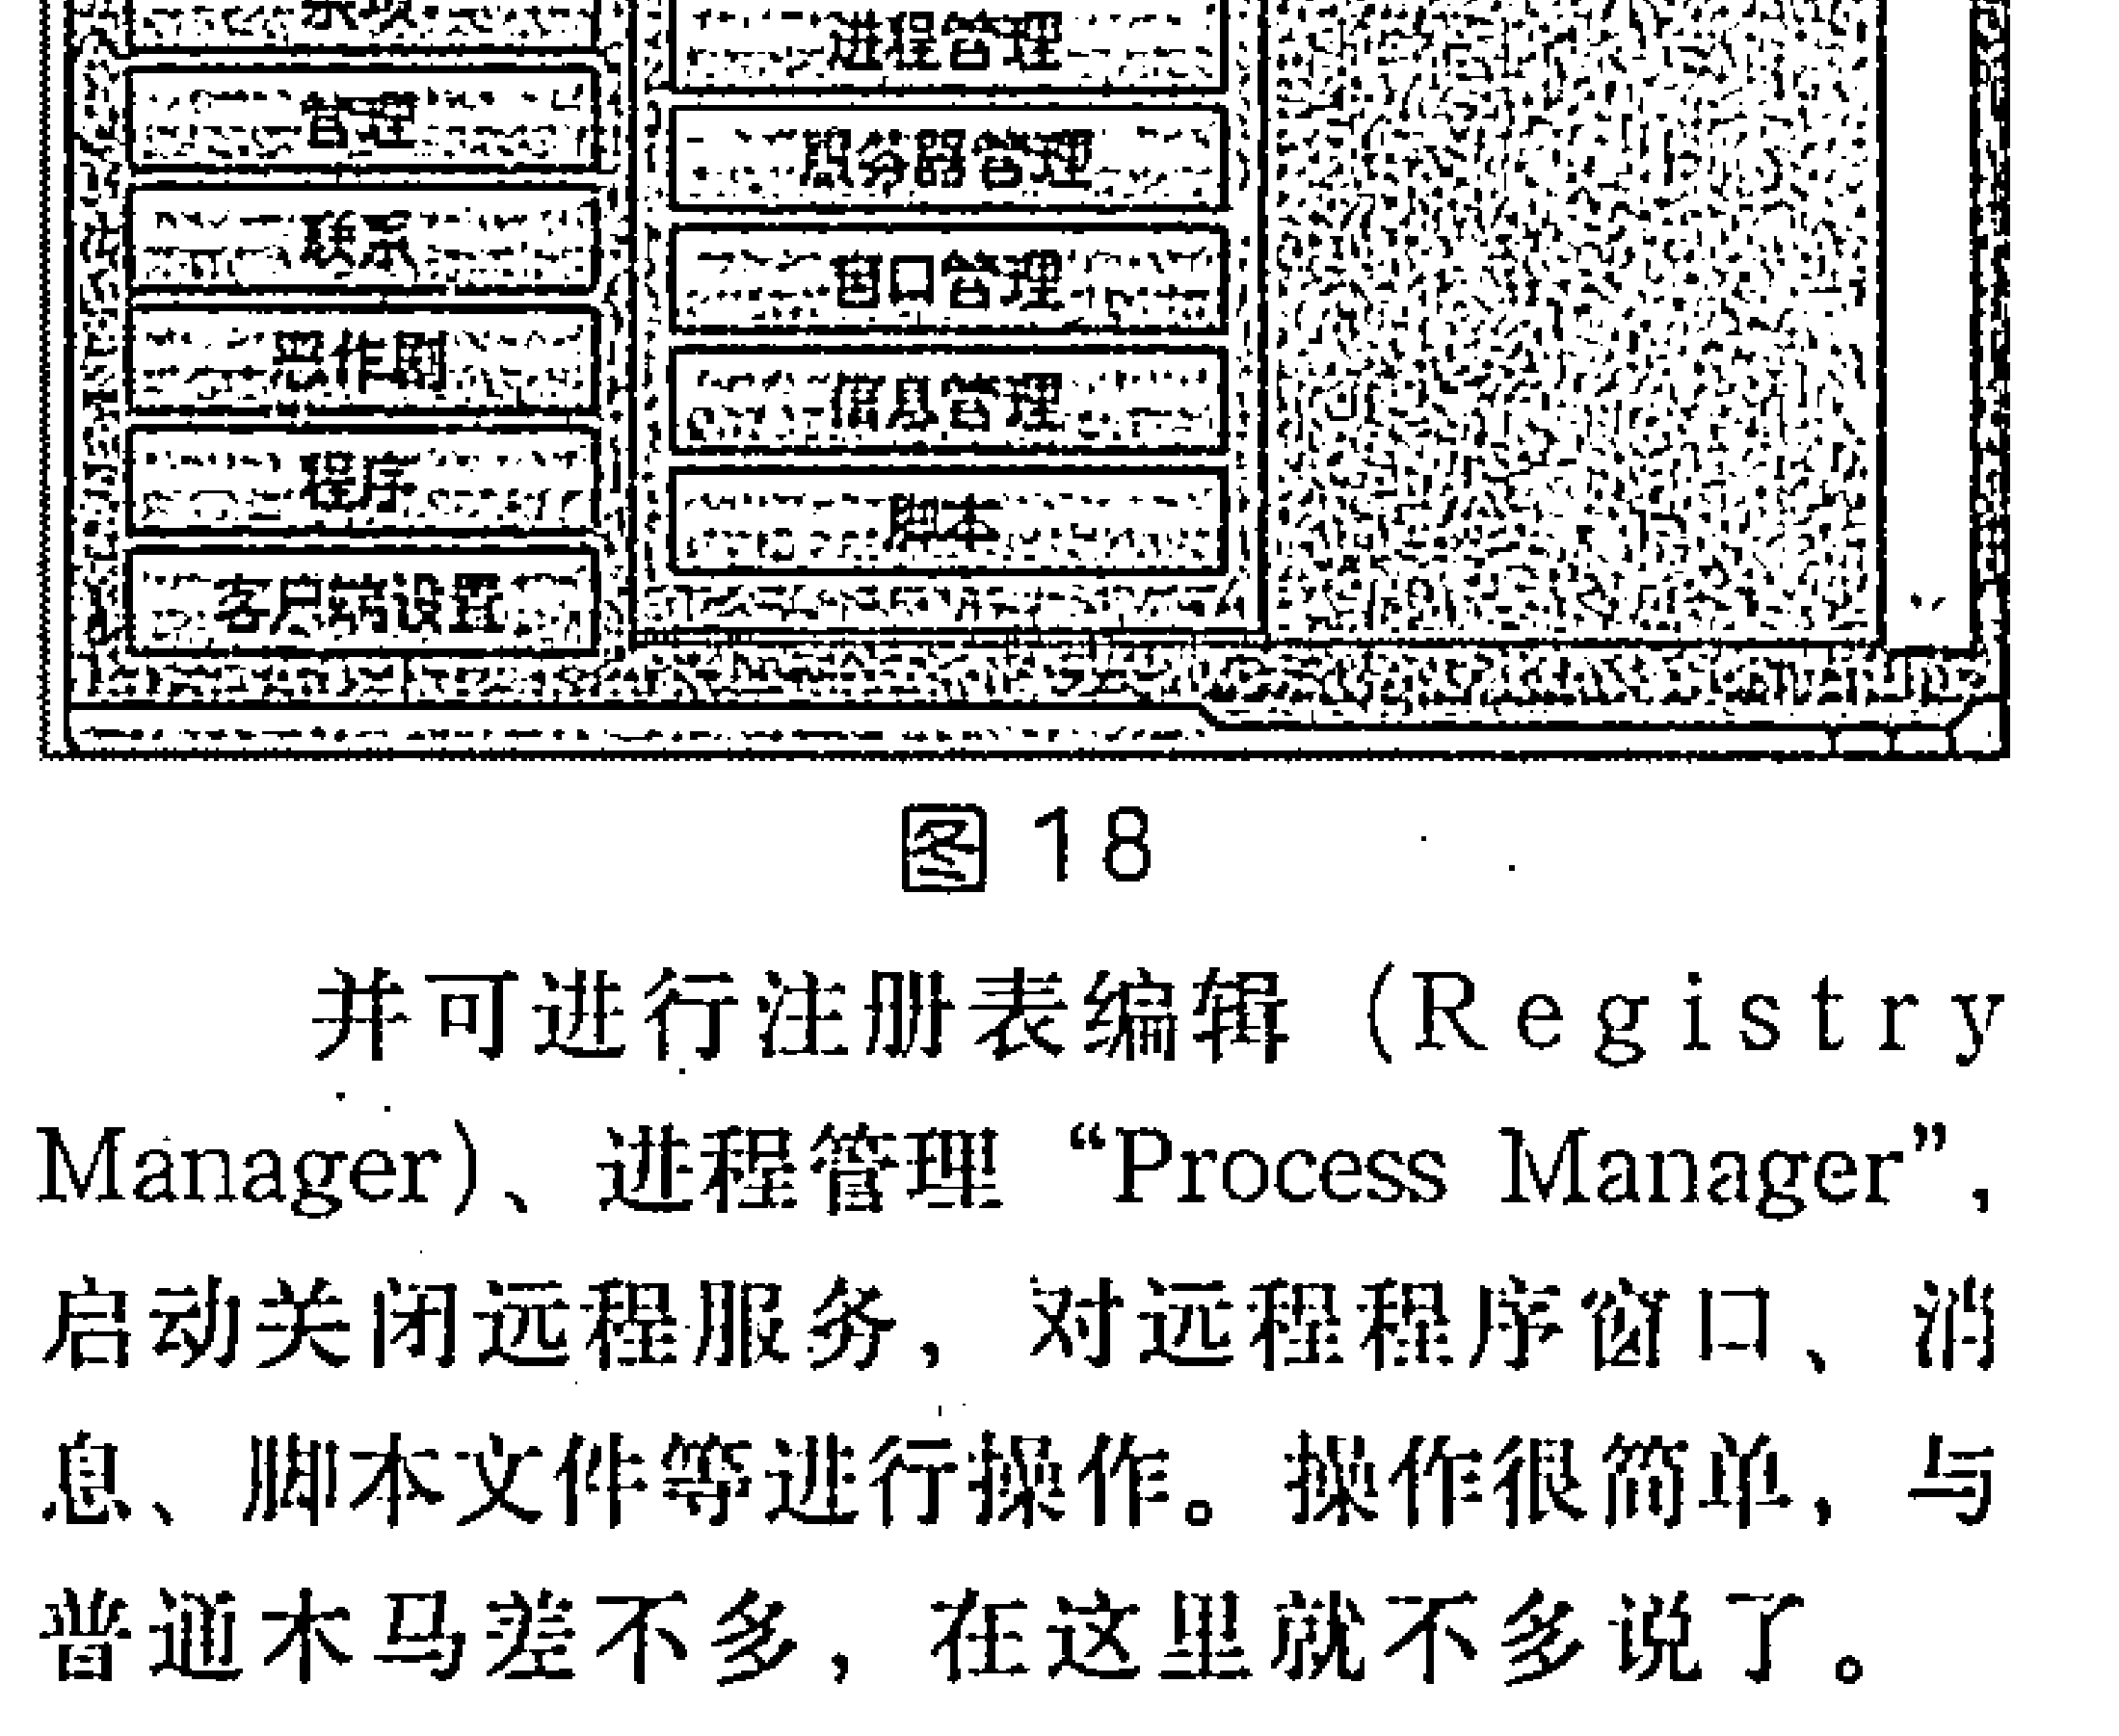 管理
联系
恶作剧
程序
客户端设置
进程管理
服务器管理
窗口管理
信息管理
脚本
图 18
并可进行注册表编辑（Registry
Manager）、进程管理“Process Manager”，
启动关闭远程服务，对远程程序窗口、消
息、脚本文件等进行操作。操作很简单，与
普通木马差不多，在这里就不多说了。